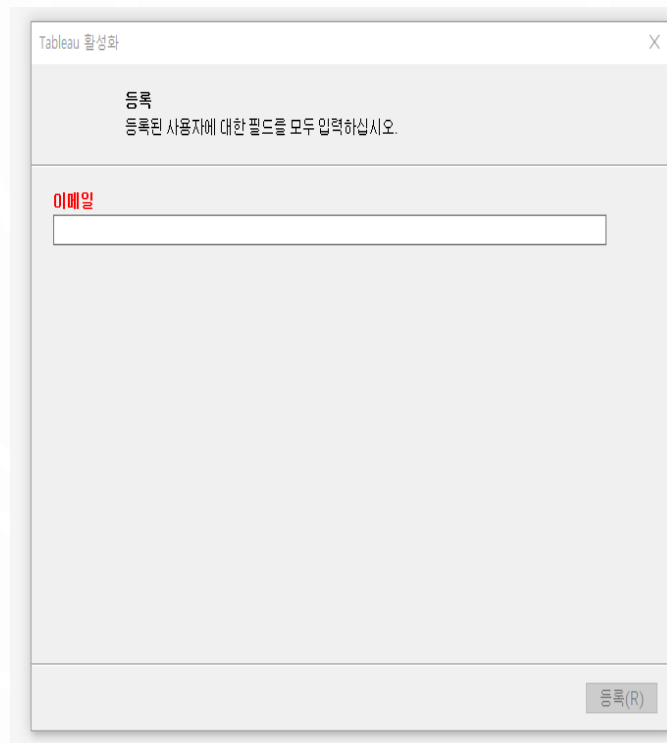 Tableau 활성화
X
등록
등록된 사용자에 대한 필드를 모두 입력하십시오.
이메일
등록(R)